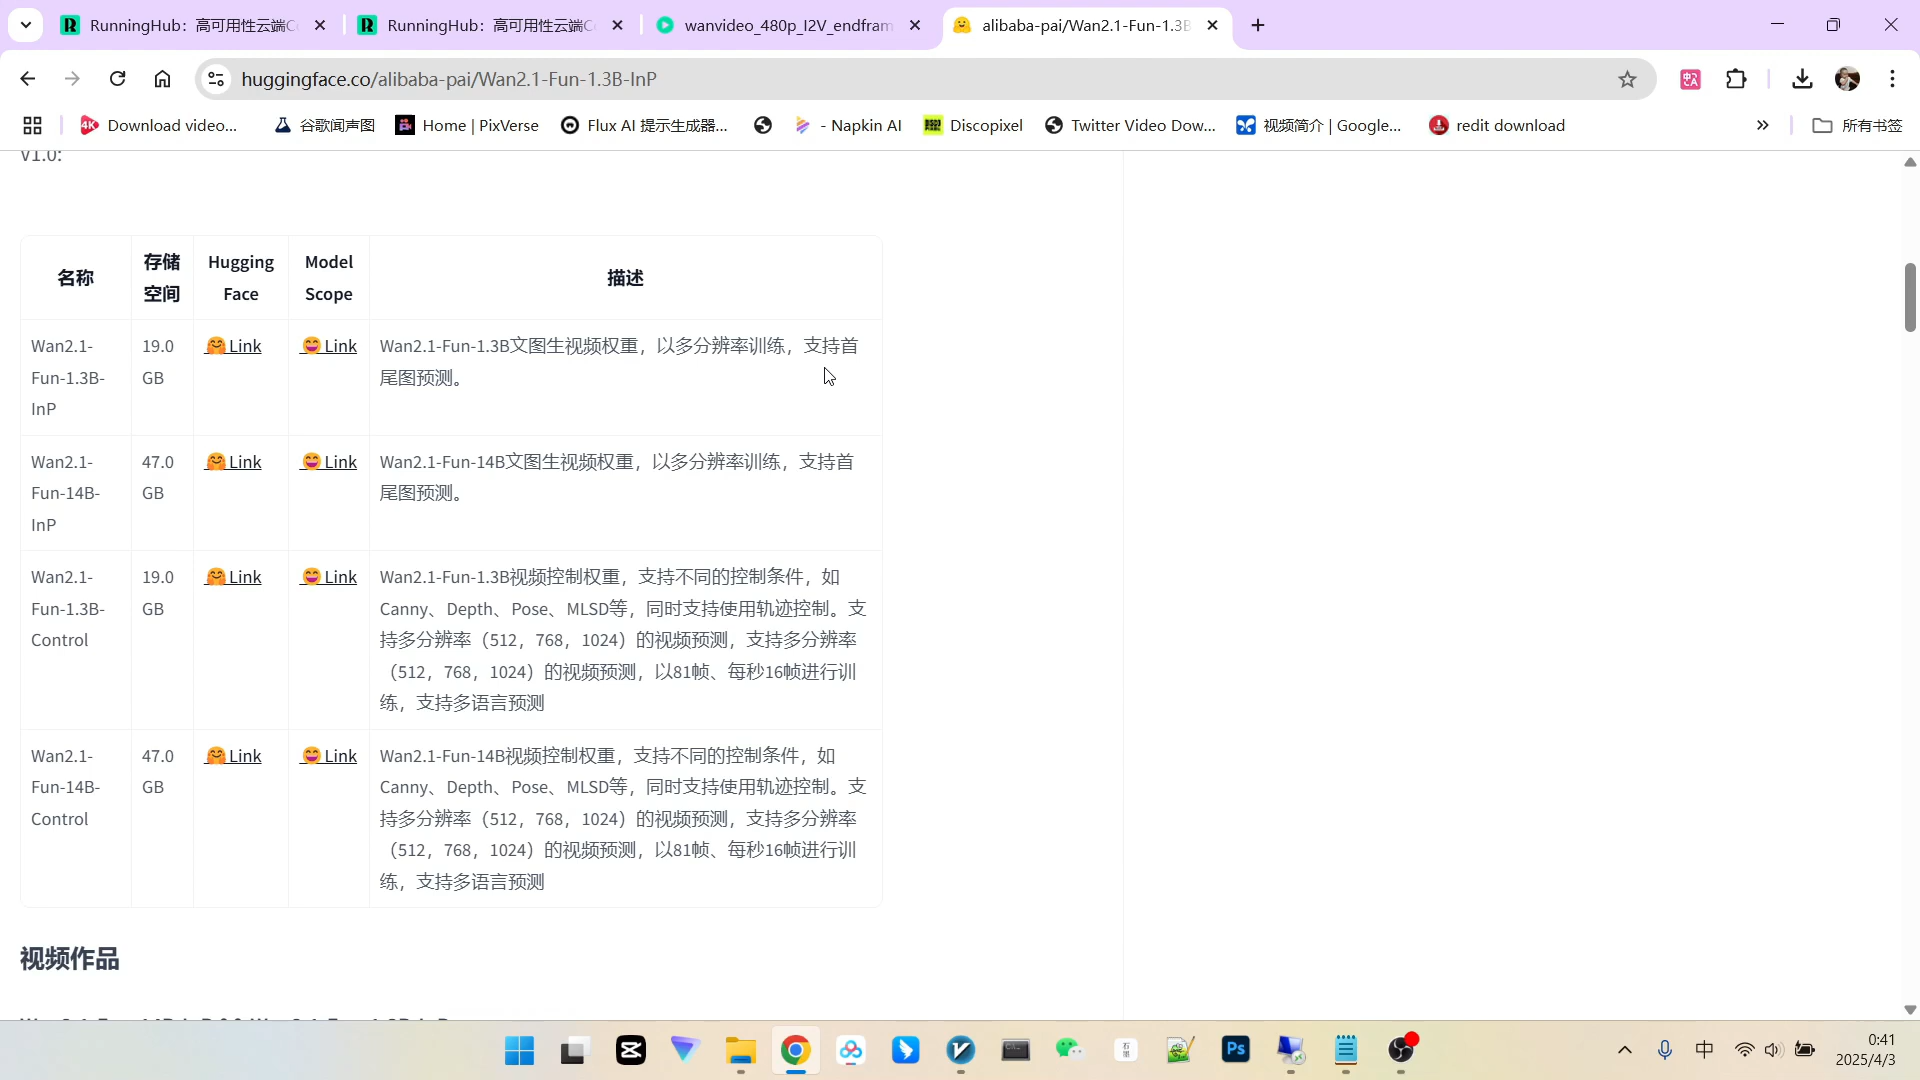 RunningHub：高可用性云端C
RunningHub：高可用性云端C
wanvideo_480p_I2V_endfram
alibaba-pai/Wan2.1-Fun-1.3B
huggingface.co/alibaba-pai/Wan2.1-Fun-1.3B-InP
Download video...
谷歌闻声图
Home | PixVerse
Flux AI 提示生成器...
- Napkin AI
Discopixel
Twitter Video Dow...
视频简介 | Google...
redit download
所有书签
V1.0:
名称
存储
空间
Hugging
Face
Model
Scope
描述
Wan2.1-
Fun-1.3B-
InP
19.0
GB
🤗 Link
😄 Link
Wan2.1-Fun-1.3B文图生视频权重，以多分辨率训练，支持首
尾图预测。
Wan2.1-
Fun-14B-
InP
47.0
GB
🤗 Link
😄 Link
Wan2.1-Fun-14B文图生视频权重，以多分辨率训练，支持首
尾图预测。
Wan2.1-
Fun-1.3B-
Control
19.0
GB
🤗 Link
😄 Link
Wan2.1-Fun-1.3B视频控制权重，支持不同的控制条件，如
Canny、Depth、Pose、MLSD等，同时支持使用轨迹控制。支
持多分辨率（512，768，1024）的视频预测，支持多分辨率
（512，768，1024）的视频预测，以81帧、每秒16帧进行训
练，支持多语言预测
Wan2.1-
Fun-14B-
Control
47.0
GB
🤗 Link
😄 Link
Wan2.1-Fun-14B视频控制权重，支持不同的控制条件，如
Canny、Depth、Pose、MLSD等，同时支持使用轨迹控制。支
持多分辨率（512，768，1024）的视频预测，支持多分辨率
（512，768，1024）的视频预测，以81帧、每秒16帧进行训
练，支持多语言预测
视频作品
中
0:41
2025/4/3